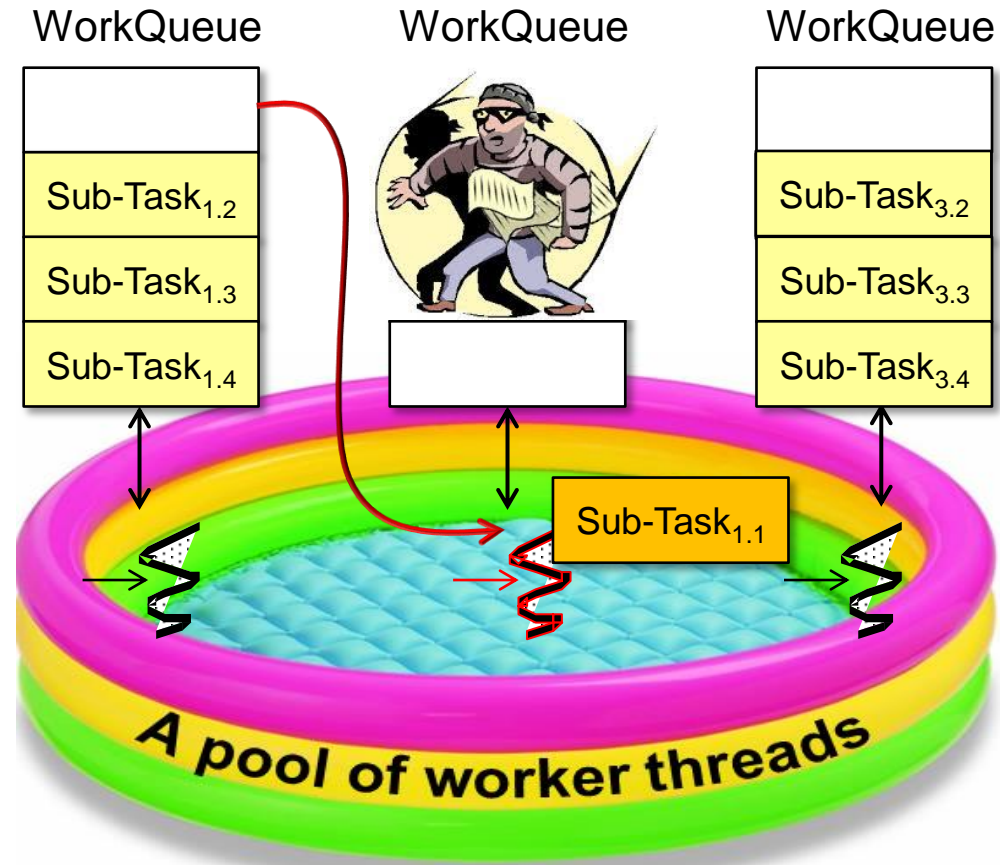 WorkQueue WorkQueue WorkQueue
Sub-Task1.2 Sub-Task3.2
Sub-Task1.3 Sub-Task3.3
Sub-Task1.4 Sub-Task3.4
Sub-Task1.1
A pool of worker threads